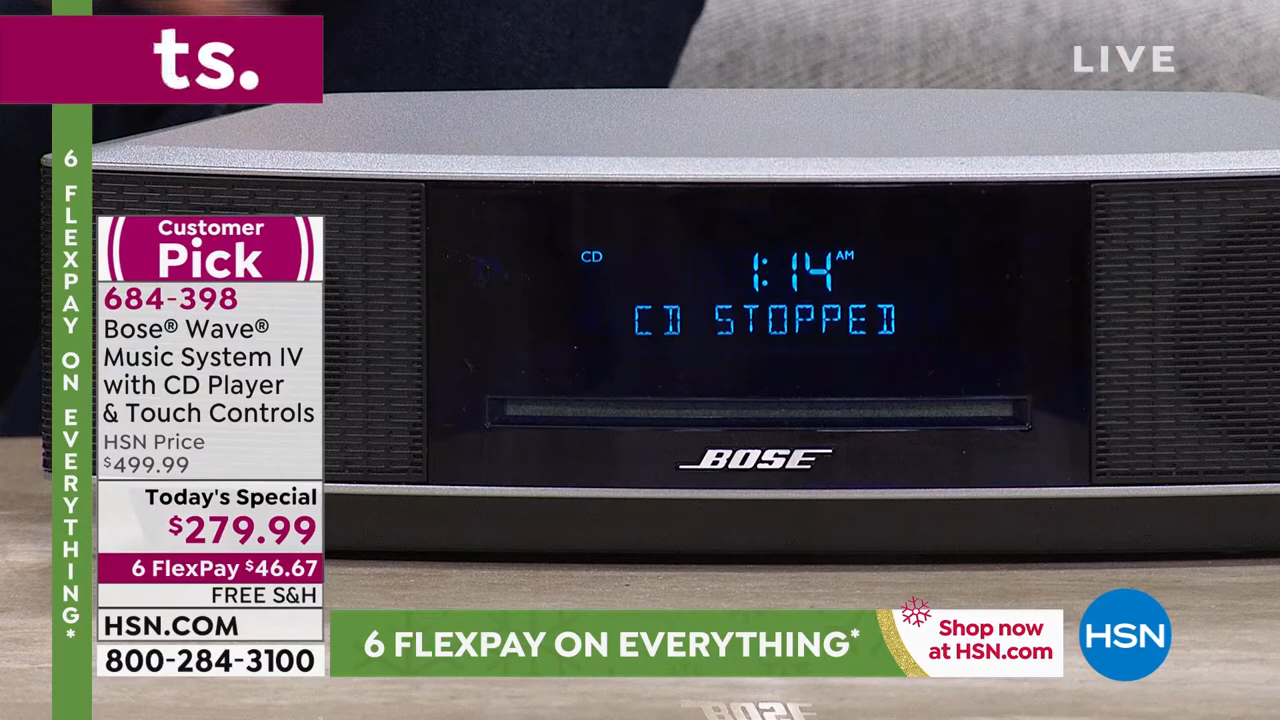 ts.
LIVE
6 FLEXPAY ON EVERYTHING*
Customer
Pick
684-398
Bose® Wave®
Music System IV
with CD Player
& Touch Controls
HSN Price
$499.99
Today's Special
$279.99
6 FlexPay $46.67
FREE S&H
HSN.COM
800-284-3100
CD
1:14 AM
CD STOPPED
BOSE
6 FLEXPAY ON EVERYTHING*
Shop now
at HSN.com
HSN
BOSE